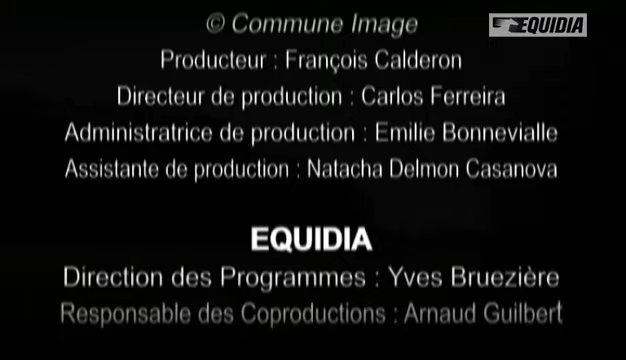 © Commune Image
EQUIDIA
Producteur : François Calderon
Directeur de production : Carlos Ferreira
Administratrice de production : Emilie Bonnevialle
Assistante de production : Natacha Delmon Casanova
EQUIDIA
Direction des Programmes : Yves Bruezière
Responsable des Coproductions : Arnaud Guilbert